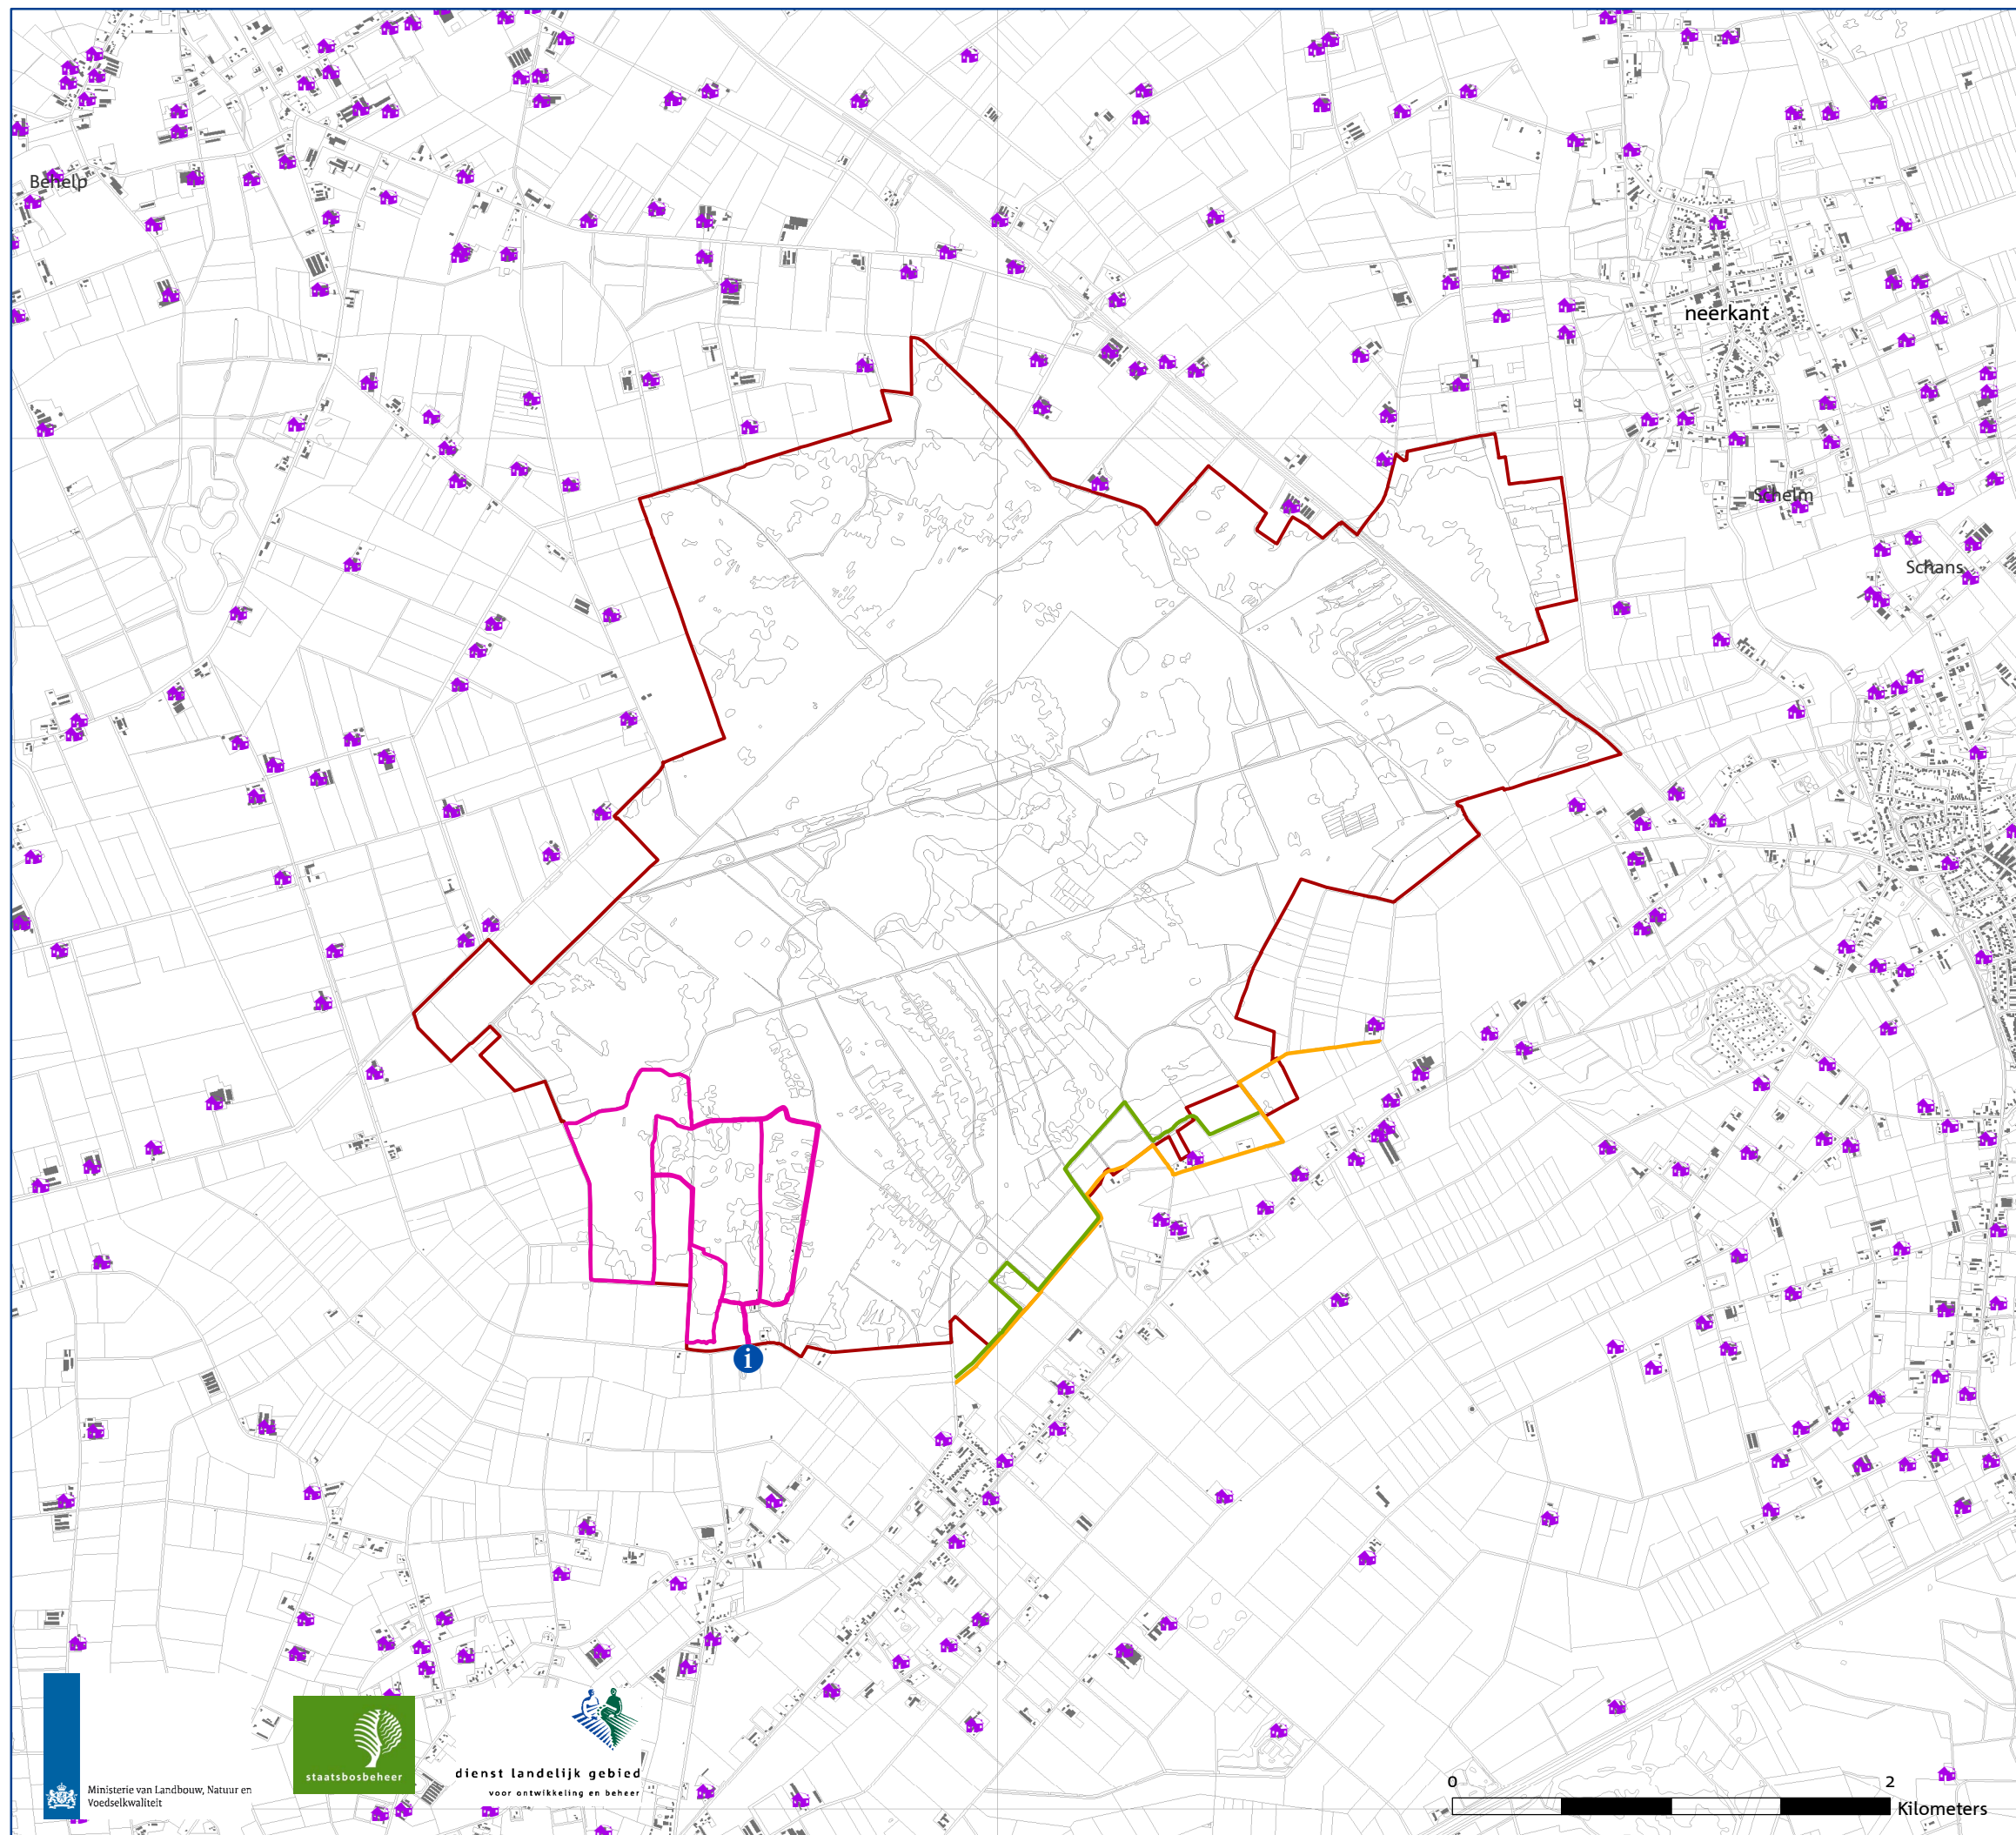 Behelp
neerkant
Schelm
Schans
i
staatsbosbeheer
dienst landelijk gebied
voor ontwikkeling en beheer
Ministerie van Landbouw, Natuur en
Voedselkwaliteit
0 2
Kilometers